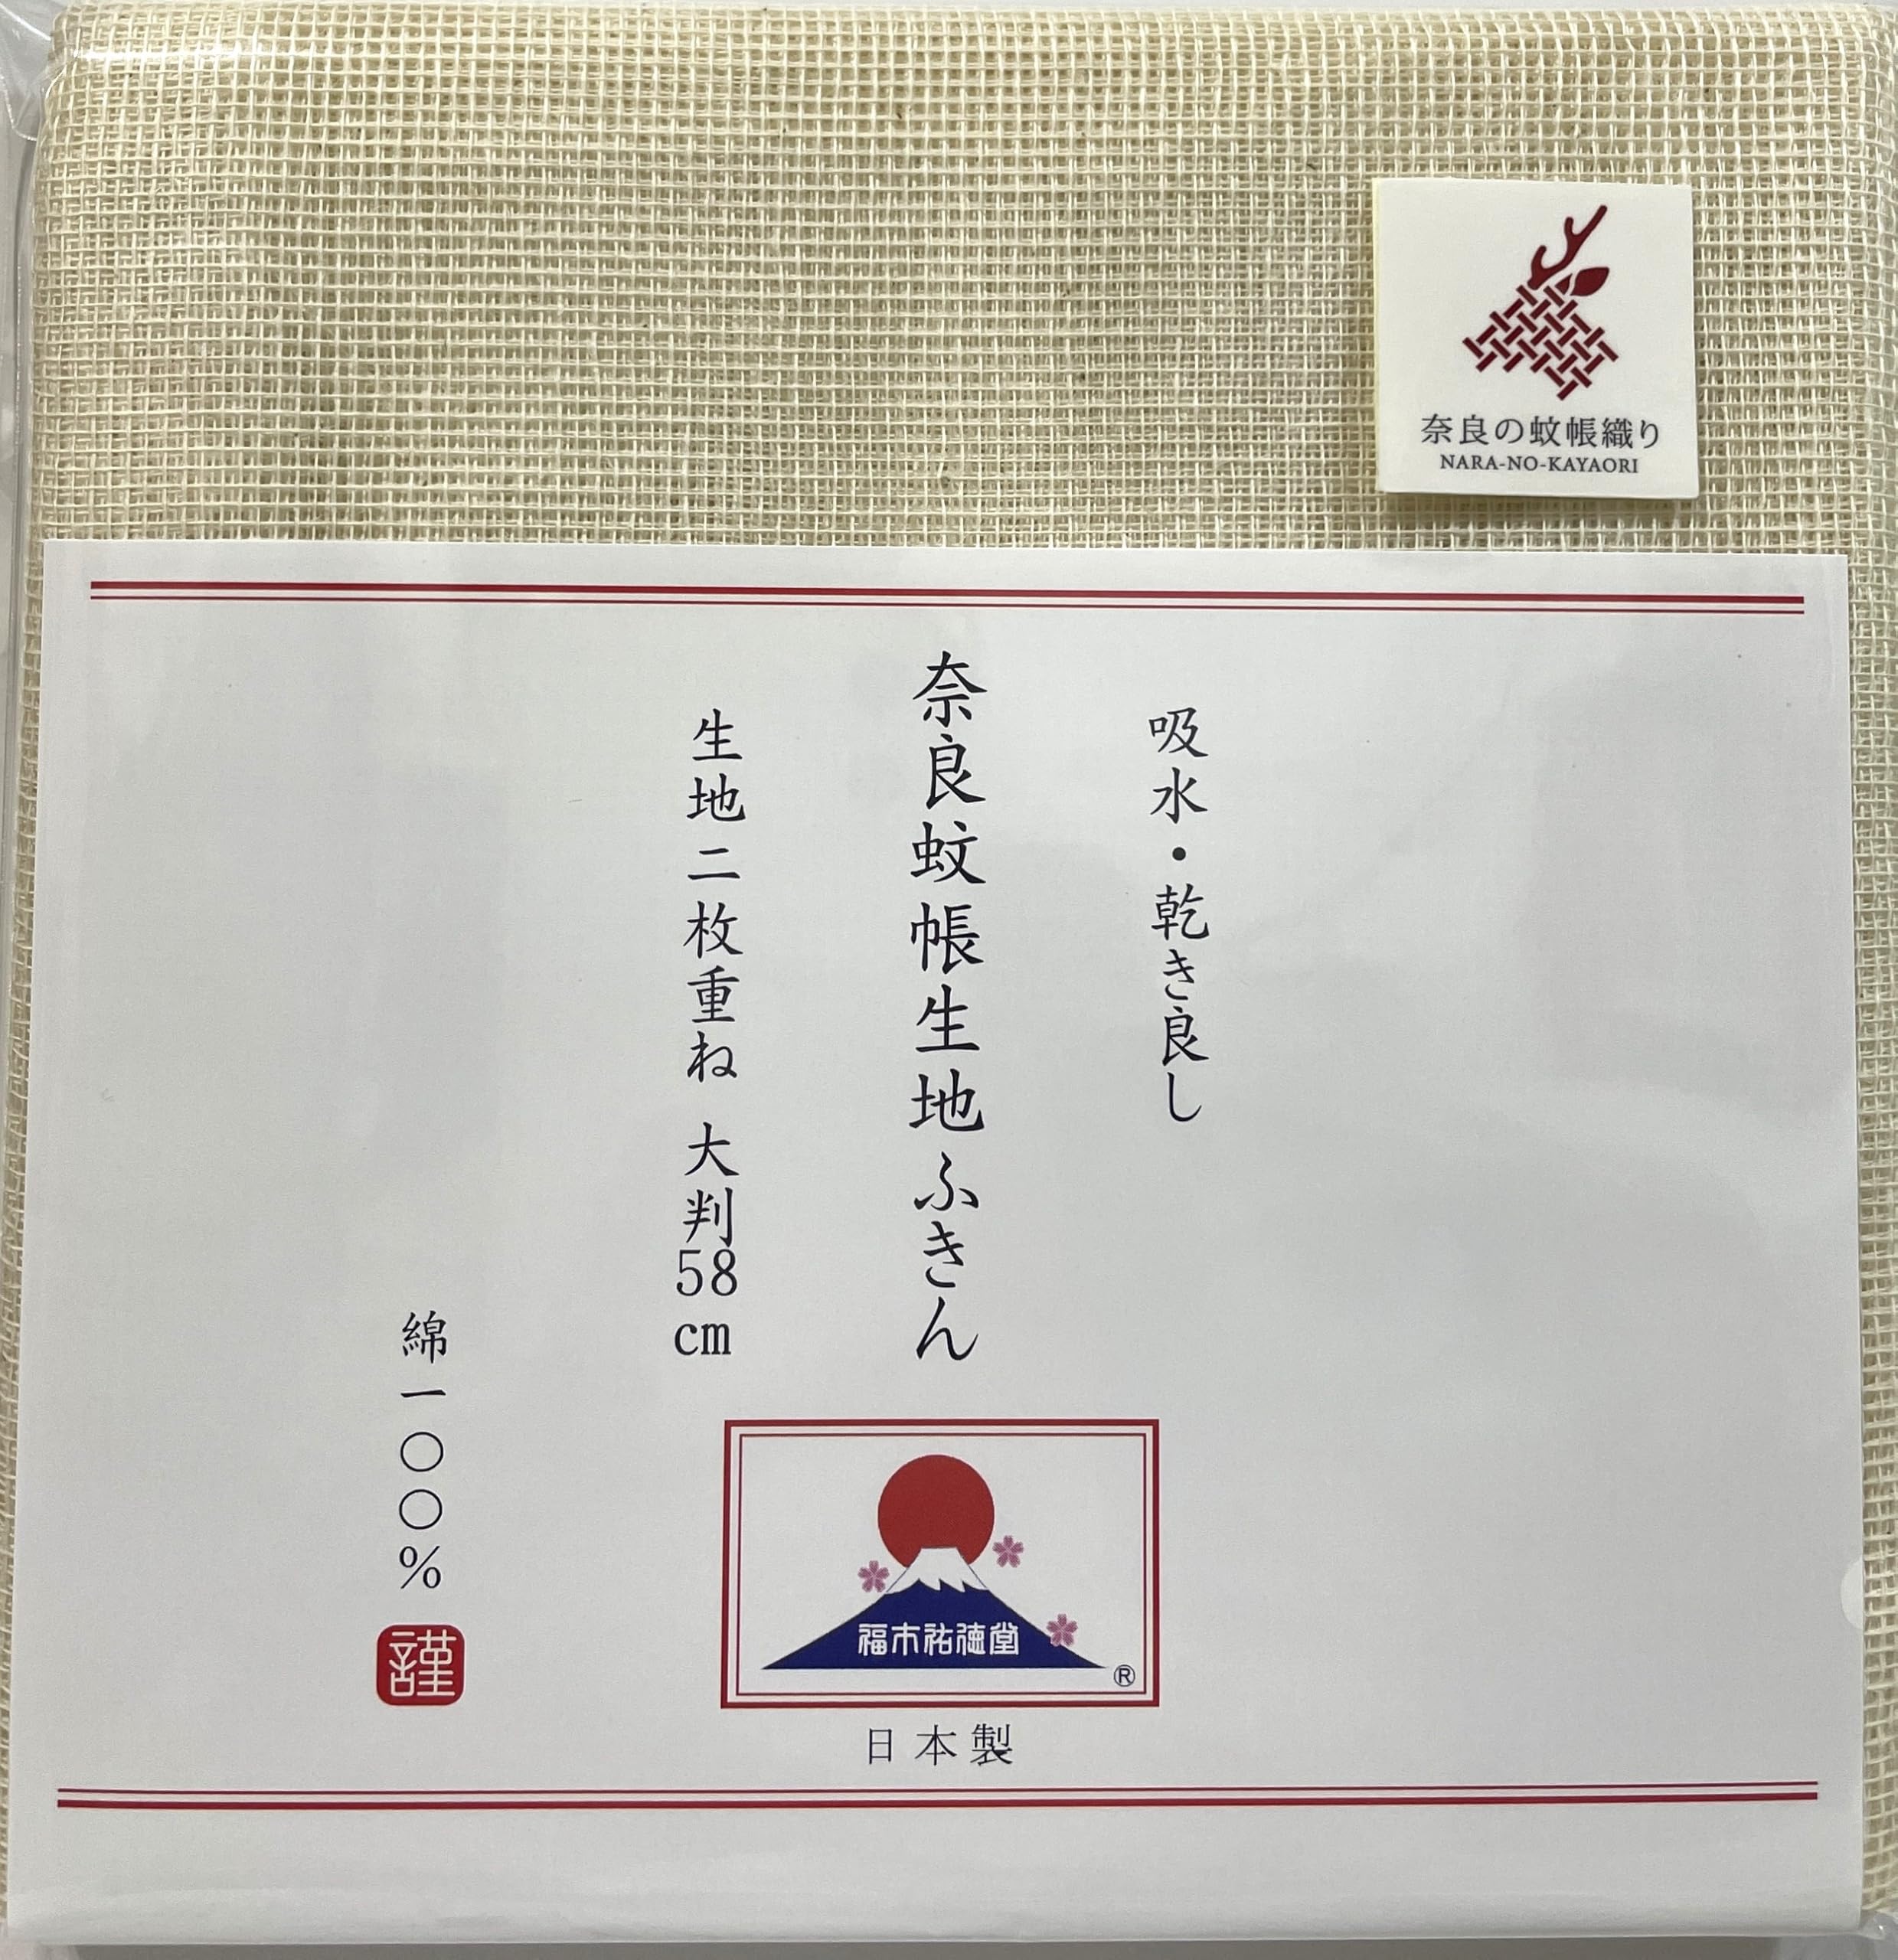 奈良の蚊帳織り
NARA-NO-KAYAORI
吸水・乾き良し
奈良蚊帳生地ふきん
生地二枚重ね 大判58cm
綿一〇〇%
謹
福市祐徳堂
®
日本製